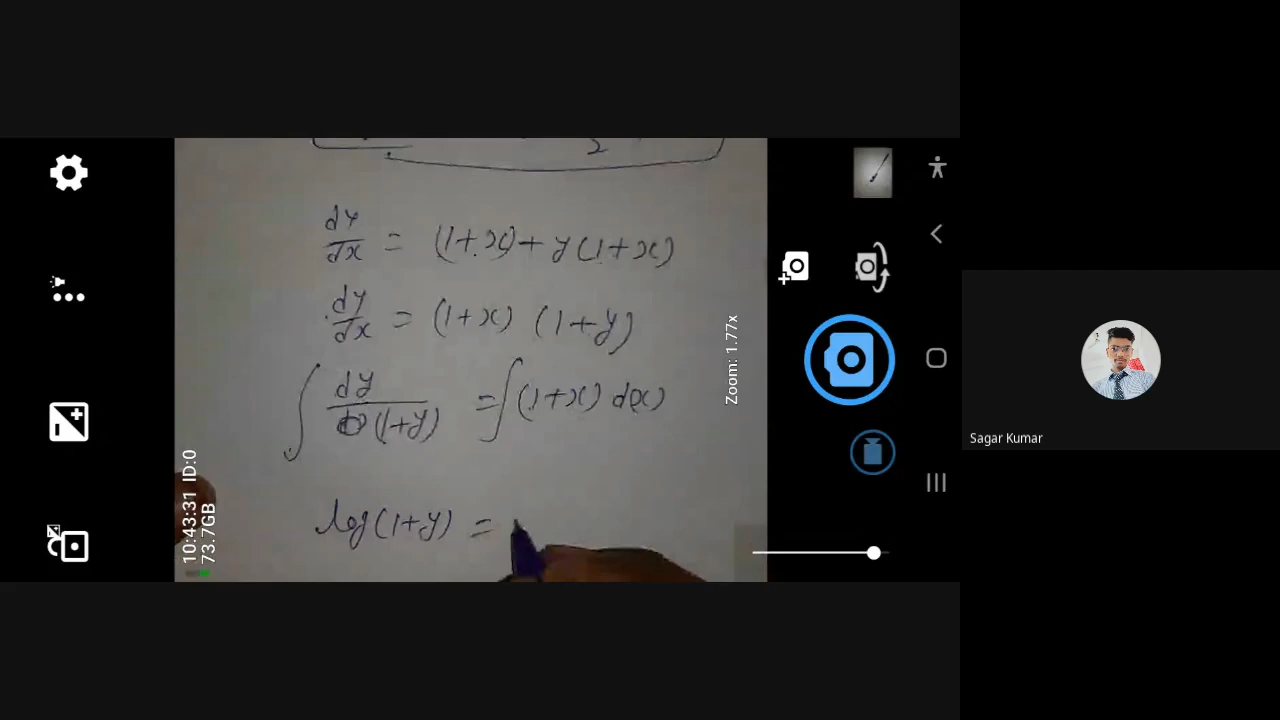 2
dy/dx = (1+x)+ y(1+x)
dy/dx = (1+x) (1+y)
∫ dy/(1+y) = ∫(1+x) dx
log(1+y) =
Zoom: 1.77x
10:43:31 ID:0
73.7GB
Sagar Kumar